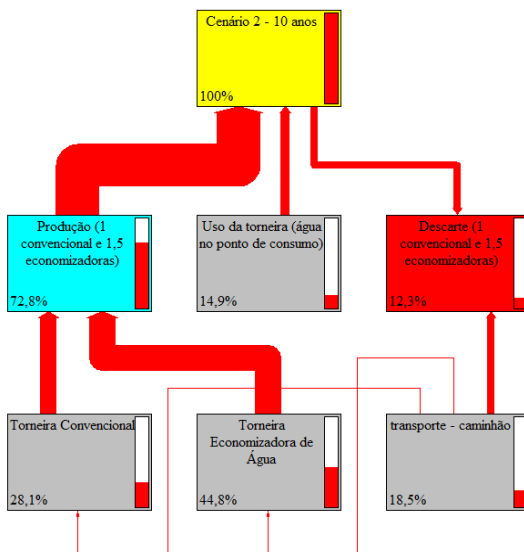 Cenário 2 - 10 anos
100%
Produção (1
convencional e 1,5
economizadoras)
72,8%
Uso da torneira (água
no ponto de consumo)
14,9%
Descarte (1
convencional e 1,5
economizadoras)
12,3%
Torneira Convencional
28,1%
Torneira
Economizadora de
Água
44,8%
transporte - caminhão
18,5%